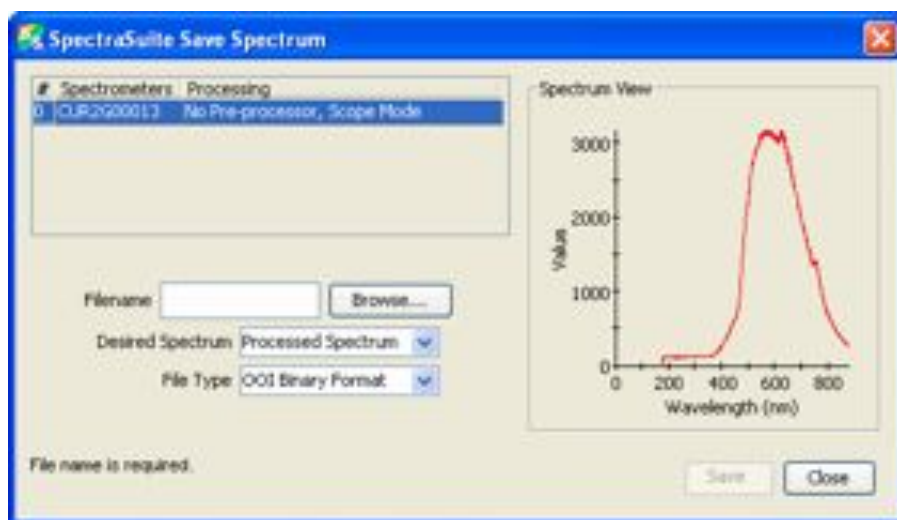 SpectraSuite Save Spectrum
# Spectrometers Processing
0 CUR2G00013 No Pre-processor, Scope Mode
Filename
Browse....
Desired Spectrum Processed Spectrum
File Type OOI Binary Format
File name is required.
Spectrum View
3000
2000
1000
0
Value
0 200 400 600 800
Wavelength (nm)
Save
Close